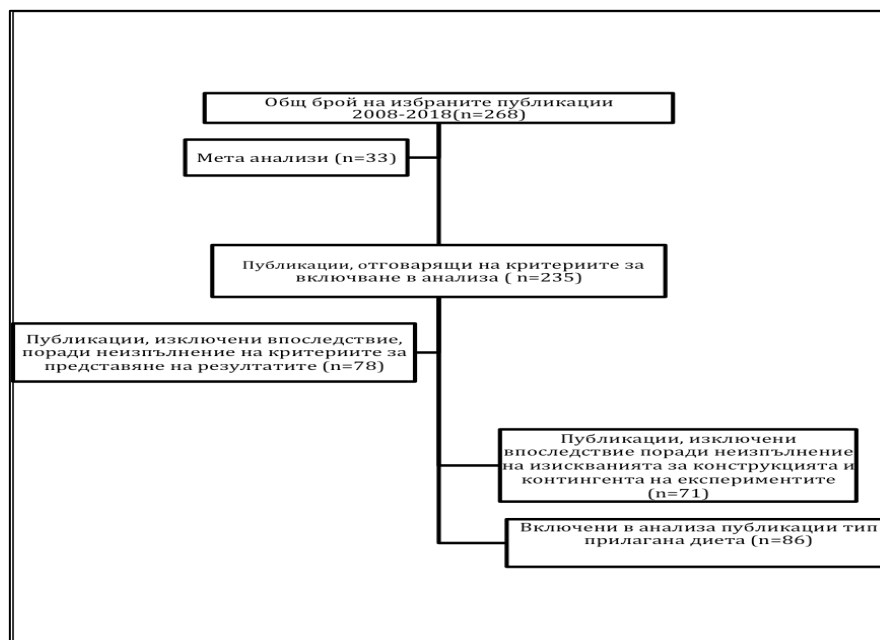 Общ брой на избраните публикации
2008-2018(n=268)
Мета анализи (n=33)
Публикации, отговарящи на критериите за
включване в анализа ( n=235)
Публикации, изключени впоследствие,
поради неизпълнение на критериите за
представяне на резултатите (n=78)
Публикации, изключени
впоследствие поради неизпълнение
на изискванията за конструкцията и
контингента на експериментите
(n=71)
Включени в анализа публикации тип
прилагана диета (n=86)